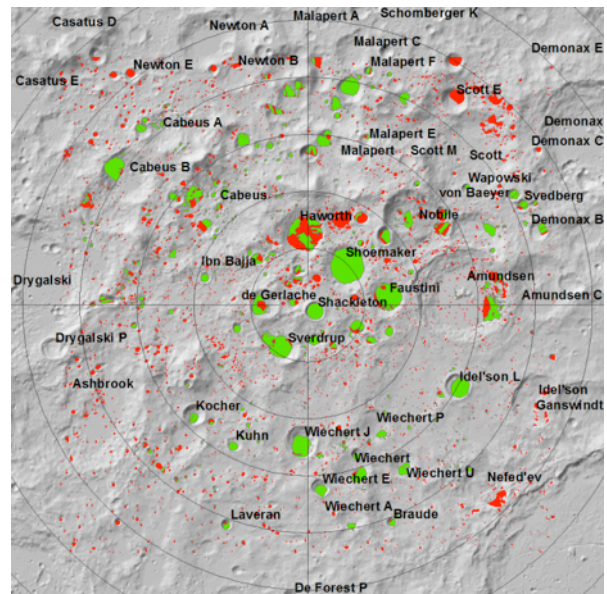 Casatus D
Newton A
Malapert A
Schomberger K
Malapert C
Demonax E
Newton E
Newton B
Malapert F
Casatus E
Scott E
Cabeus A
Malapert E
Demonax
Demonax C
Malapert
Scott M
Scott
Cabeus B
Wapowski
Cabeus
von Baeyer
Svedberg
Haworth
Nobile
Demonax B
Shoemaker
Ibn Bajja
Drygalski
Amundsen
de Gerlache
Faustini
Amundsen C
Shackleton
Drygalski P
Sverdrup
Ashbrook
Idel'son L
Idel'son
Ganswindt
Kocher
Wiechert P
Kuhn
Wiechert J
Wiechert
Wiechert U
Wiechert E
Nefed'ev
Laveran
Wiechert A
Braude
De Forest P